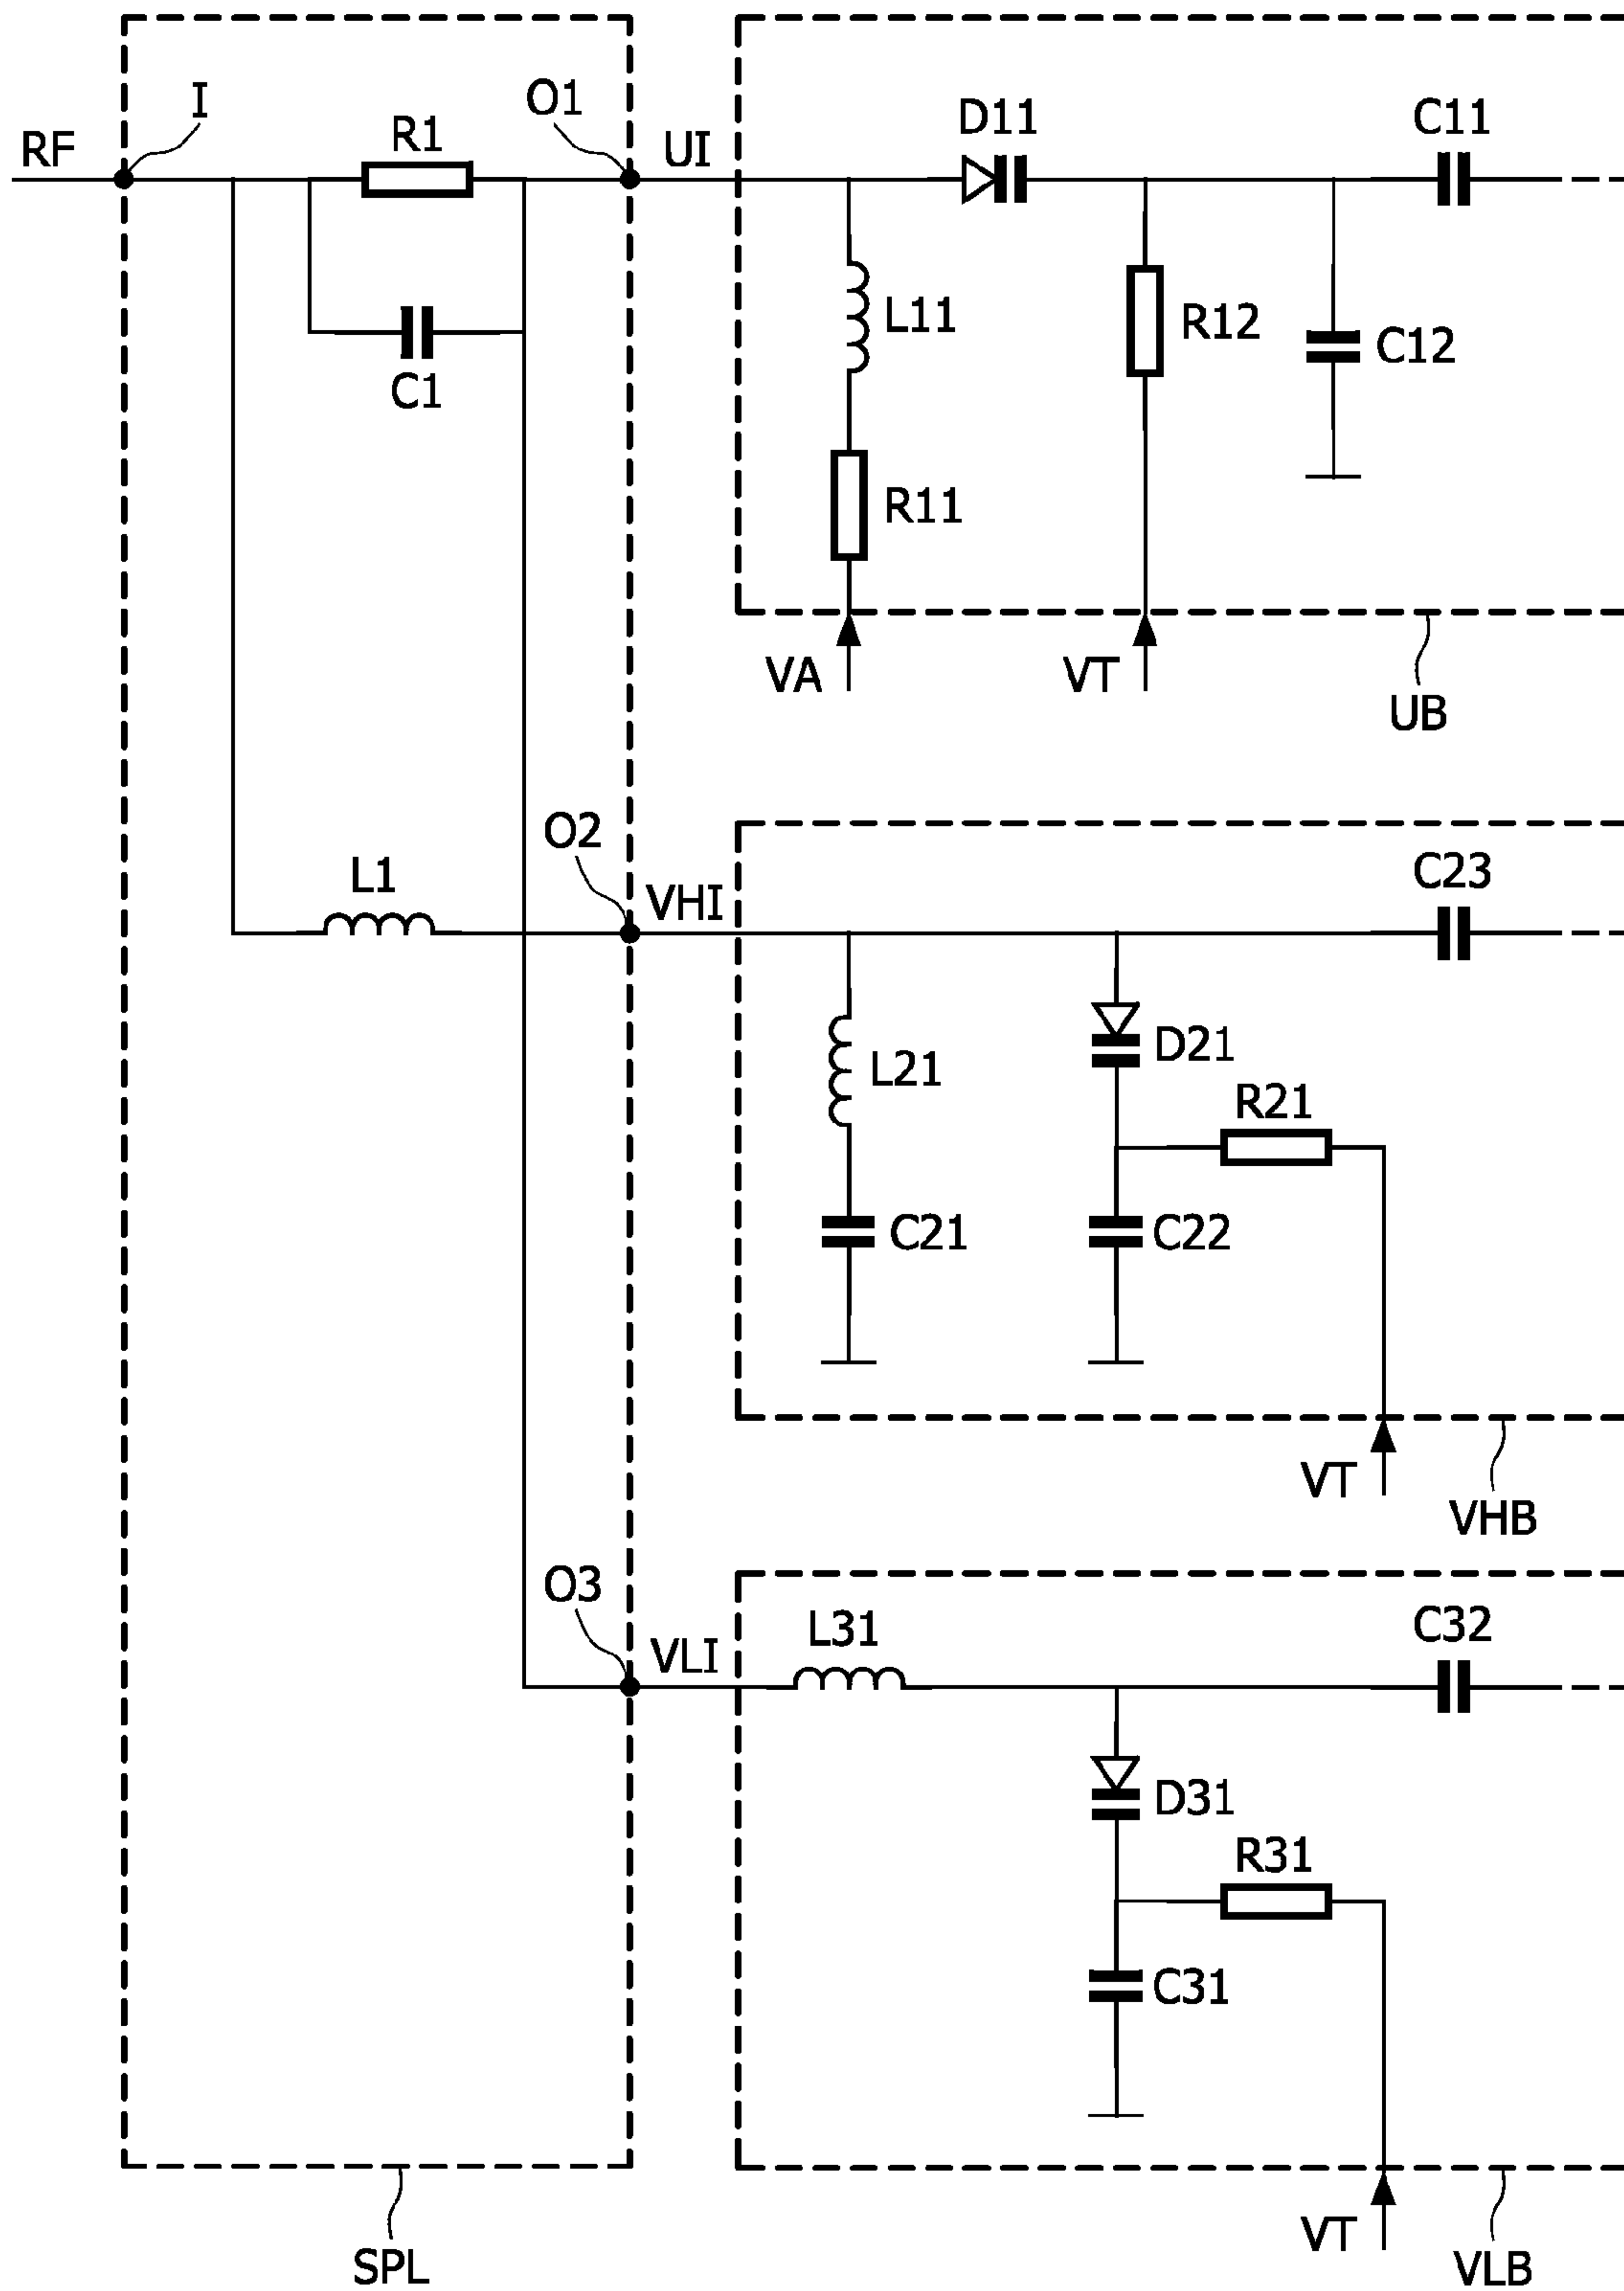 RF
I
R1
O1
UI
D11
C11
C1
L11
R12
C12
R11
VA
VT
UB
L1
O2
VHI
C23
L21
D21
R21
C21
C22
VT
VHB
O3
VLI
L31
C32
D31
R31
C31
VT
VLB
SPL